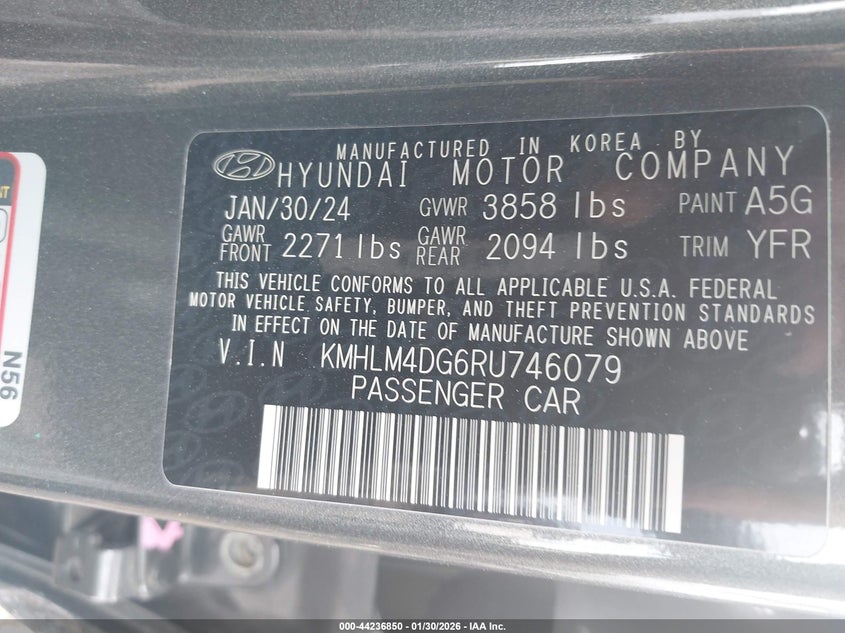 MANUFACTURED IN KOREA BY
HYUNDAI MOTOR COMPANY
JAN/30/24 GVWR 3858 lbs PAINT A5G
GAWR FRONT 2271 lbs GAWR REAR 2094 lbs TRIM YFR
THIS VEHICLE CONFORMS TO ALL APPLICABLE U.S.A. FEDERAL
MOTOR VEHICLE SAFETY, BUMPER, AND THEFT PREVENTION STANDARDS
IN EFFECT ON THE DATE OF MANUFACTURE SHOWN ABOVE
V.I.N KMHLM4DG6RU746079
PASSENGER CAR
N56
000-44236850 - 01/30/2026 - IAA Inc.